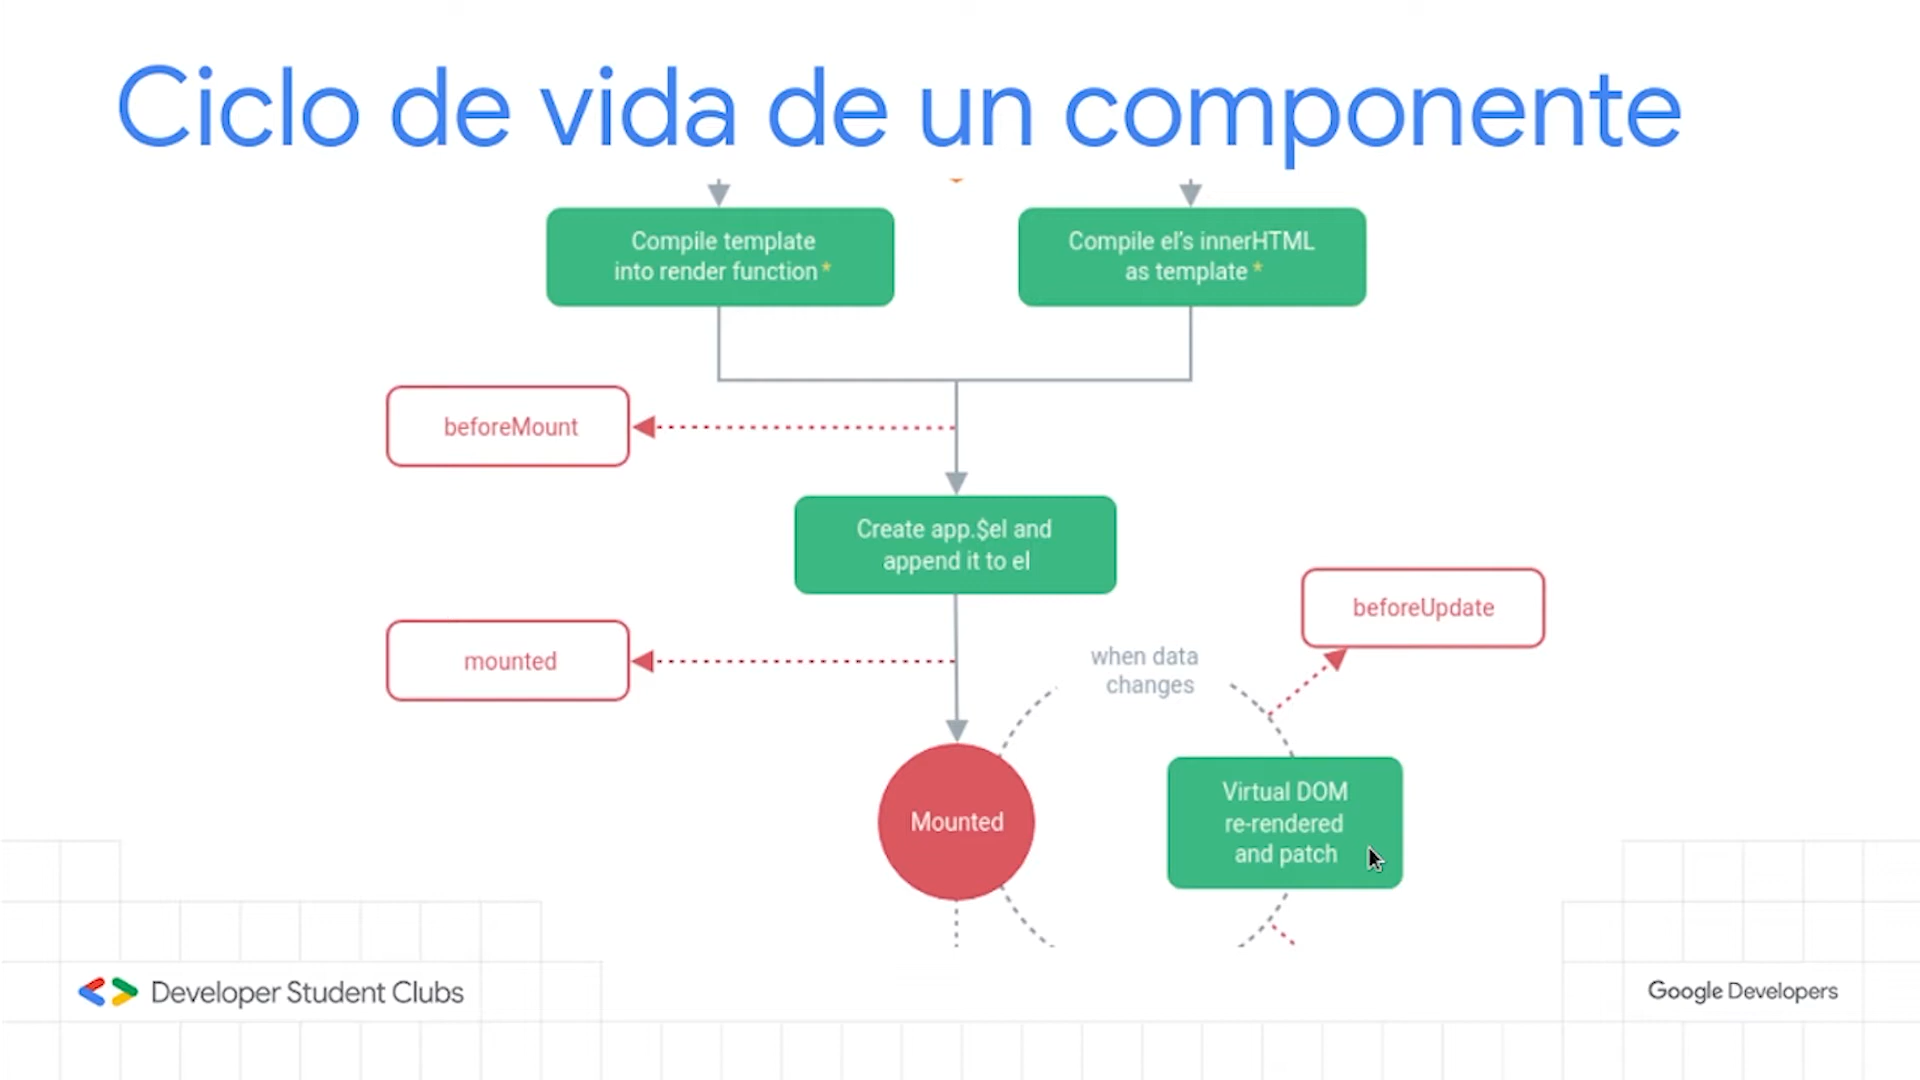 Ciclo de vida de un componente
Compile template
into render function *
Compile el's innerHTML
as template *
beforeMount
Create app.$el and
append it to el
beforeUpdate
mounted
when data
changes
Mounted
Virtual DOM
re-rendered
and patch
Developer Student Clubs
Google Developers